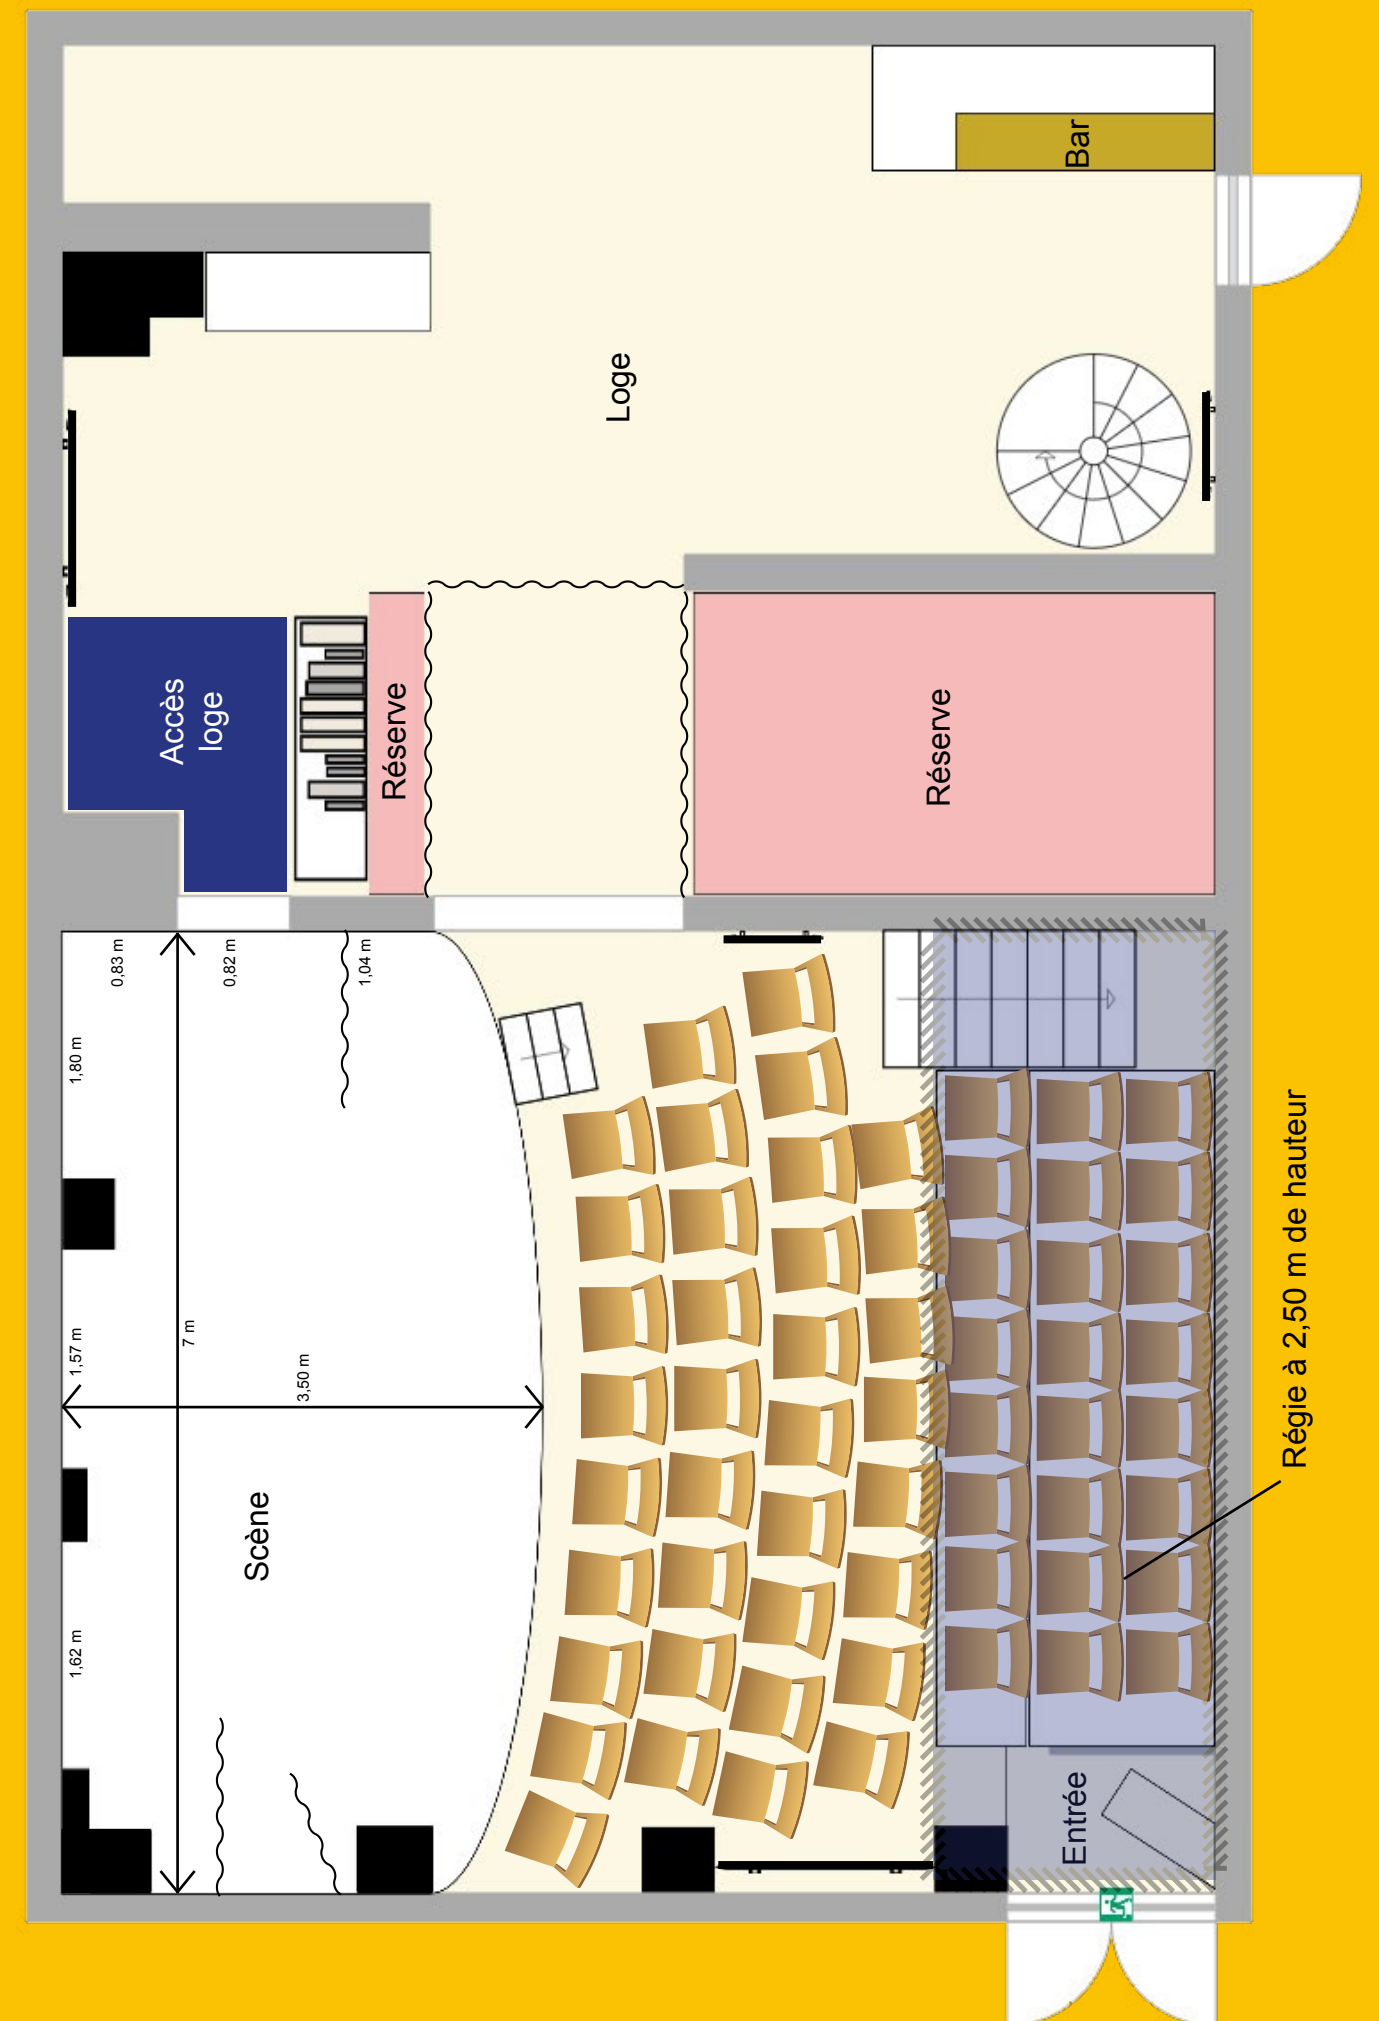 Bar
Loge
Accès
loge
Réserve
Réserve
0,83 m
0,82 m
1,04 m
1,80 m
1,57 m
7 m
3,50 m
1,62 m
Scène
Entrée
Régie à 2,50 m de hauteur